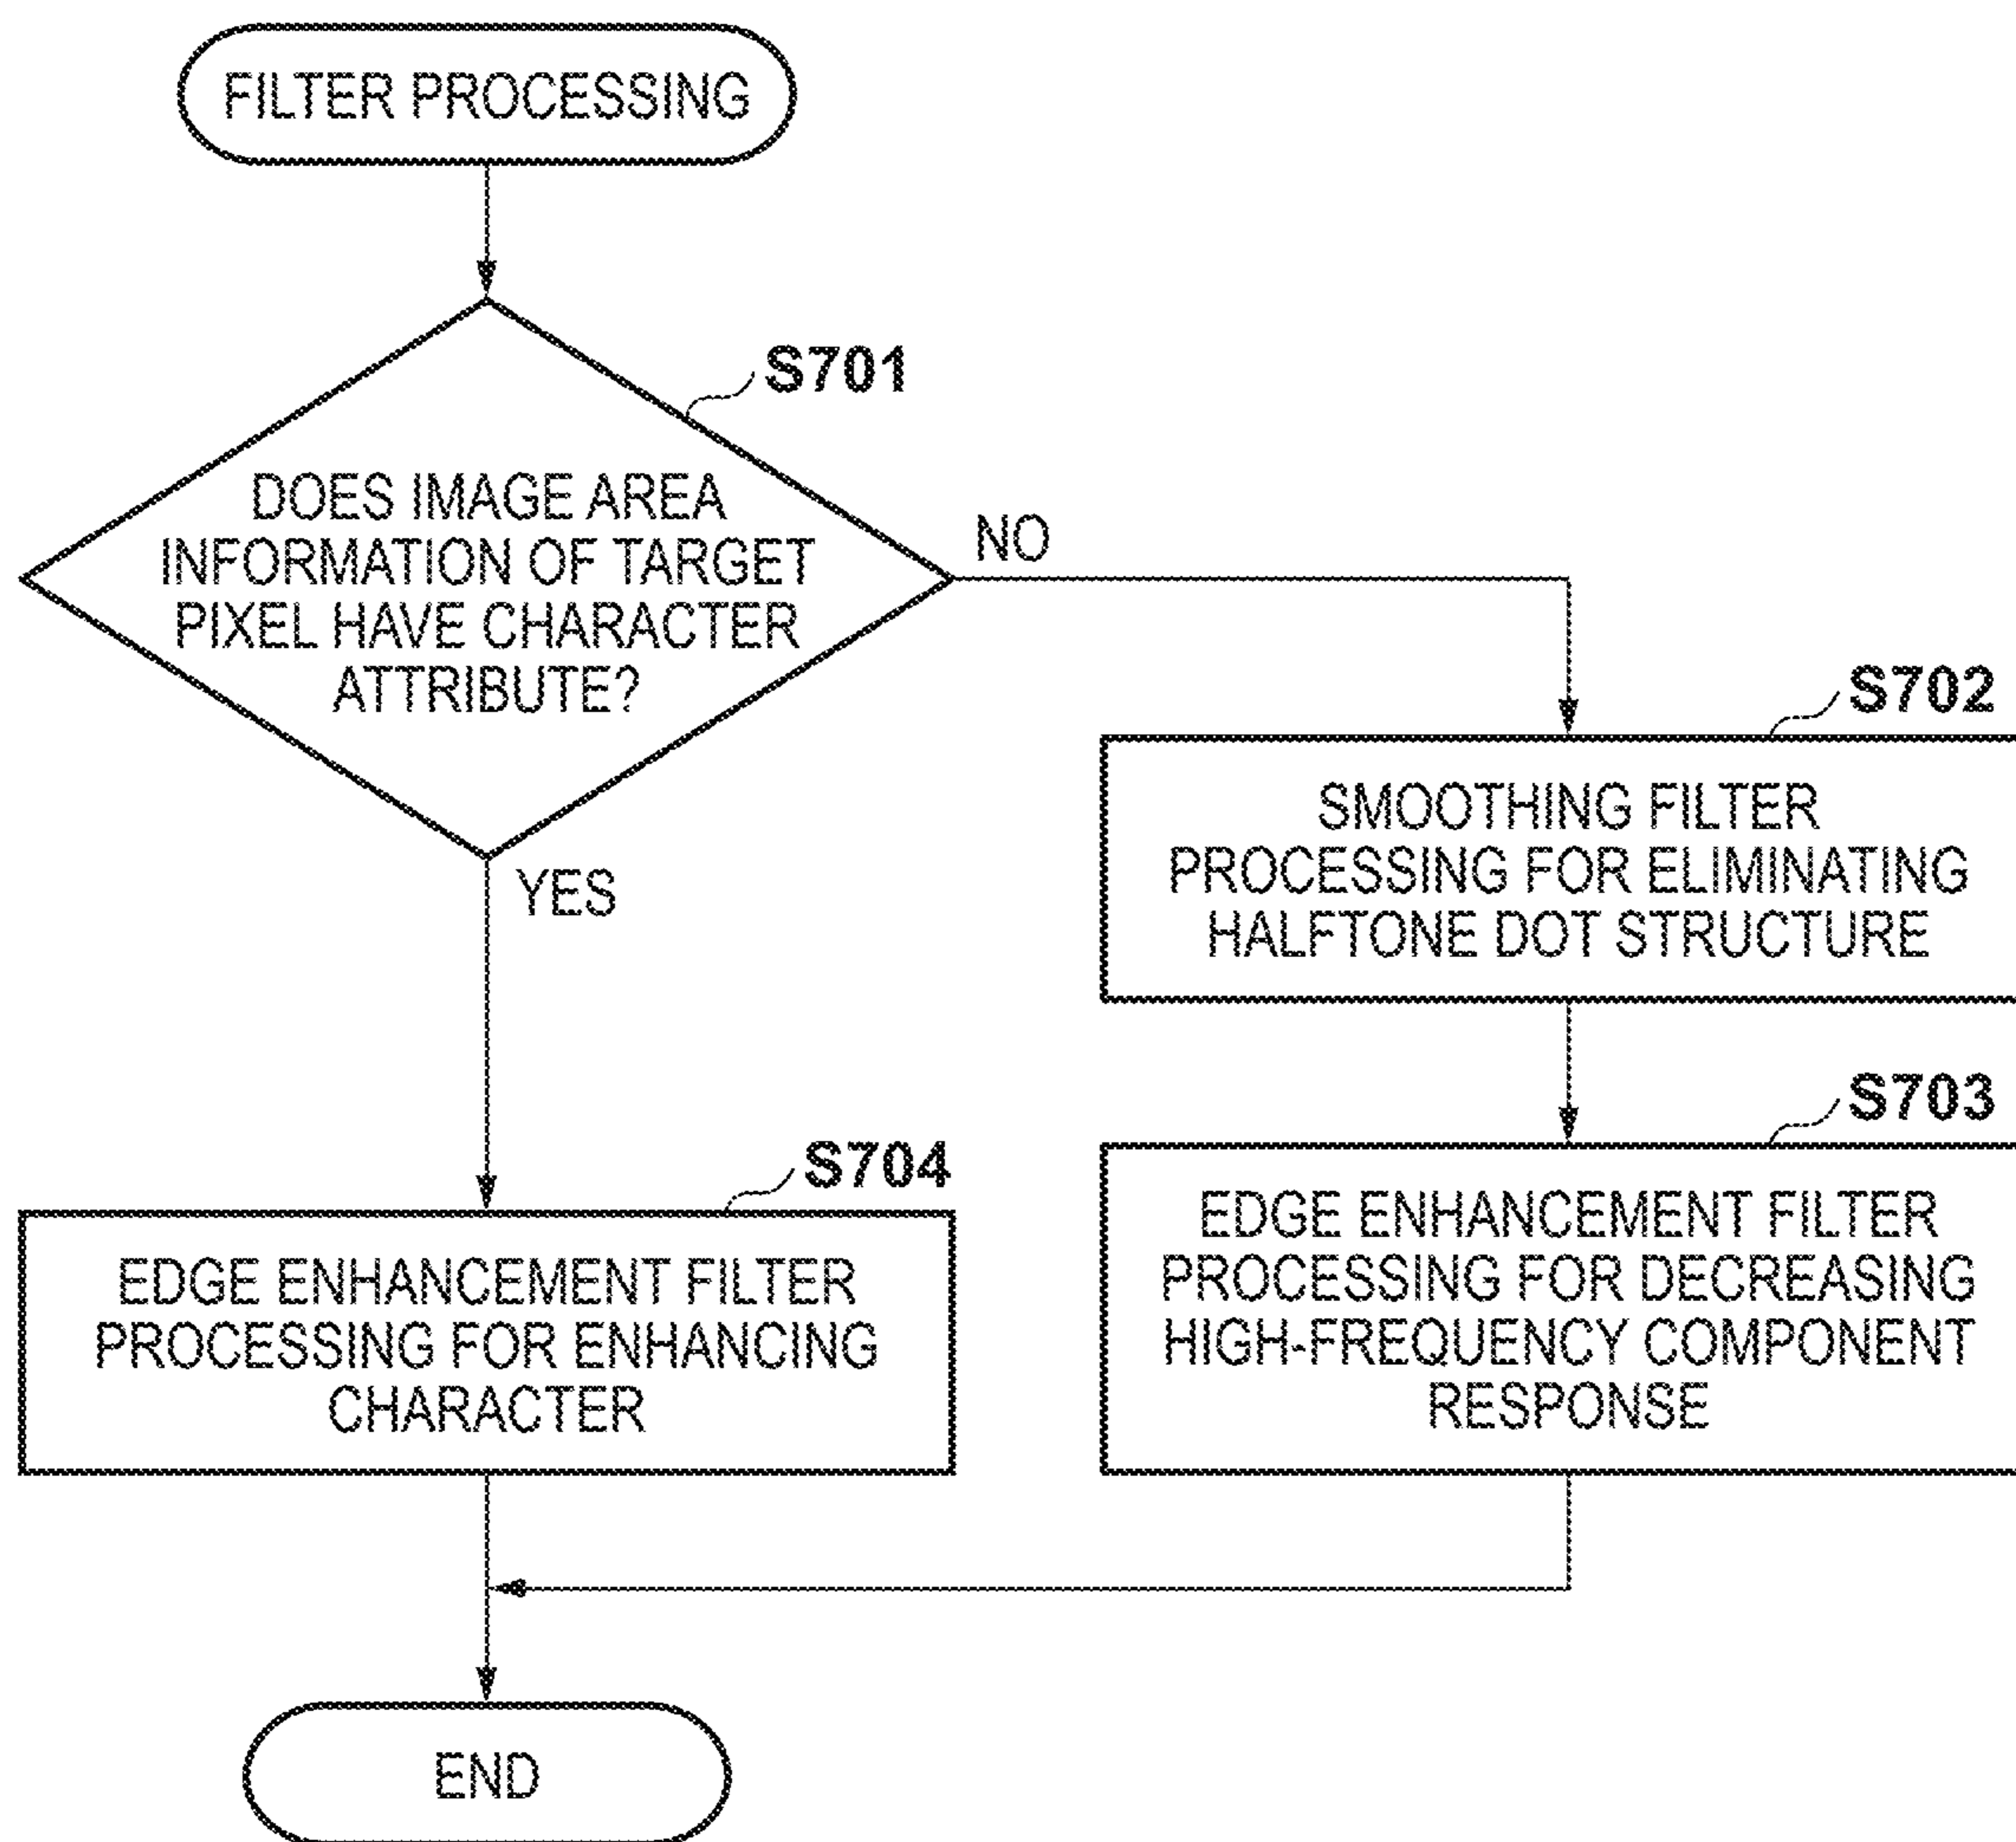 FILTER PROCESSING
S701
DOES IMAGE AREA
INFORMATION OF TARGET
PIXEL HAVE CHARACTER
ATTRIBUTE?
NO
YES
S702
SMOOTHING FILTER
PROCESSING FOR ELIMINATING
HALFTONE DOT STRUCTURE
S703
EDGE ENHANCEMENT FILTER
PROCESSING FOR DECREASING
HIGH-FREQUENCY COMPONENT
RESPONSE
S704
EDGE ENHANCEMENT FILTER
PROCESSING FOR ENHANCING
CHARACTER
END